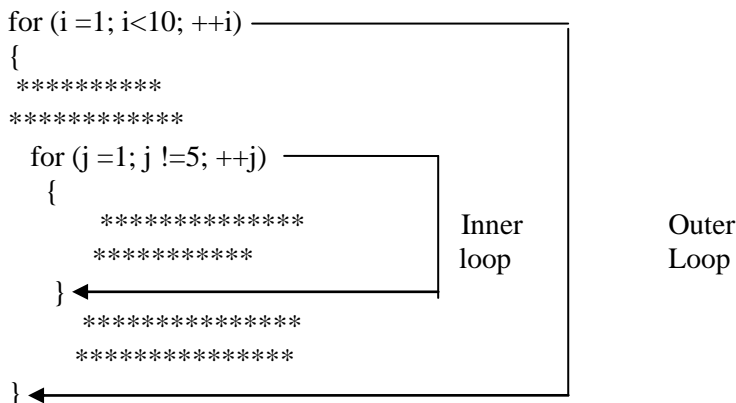 for (i =1; i<10; ++i)
{
**********
************
for (j =1; j !=5; ++j)
{
************** Inner Outer
*********** loop Loop
}
***************
***************
}